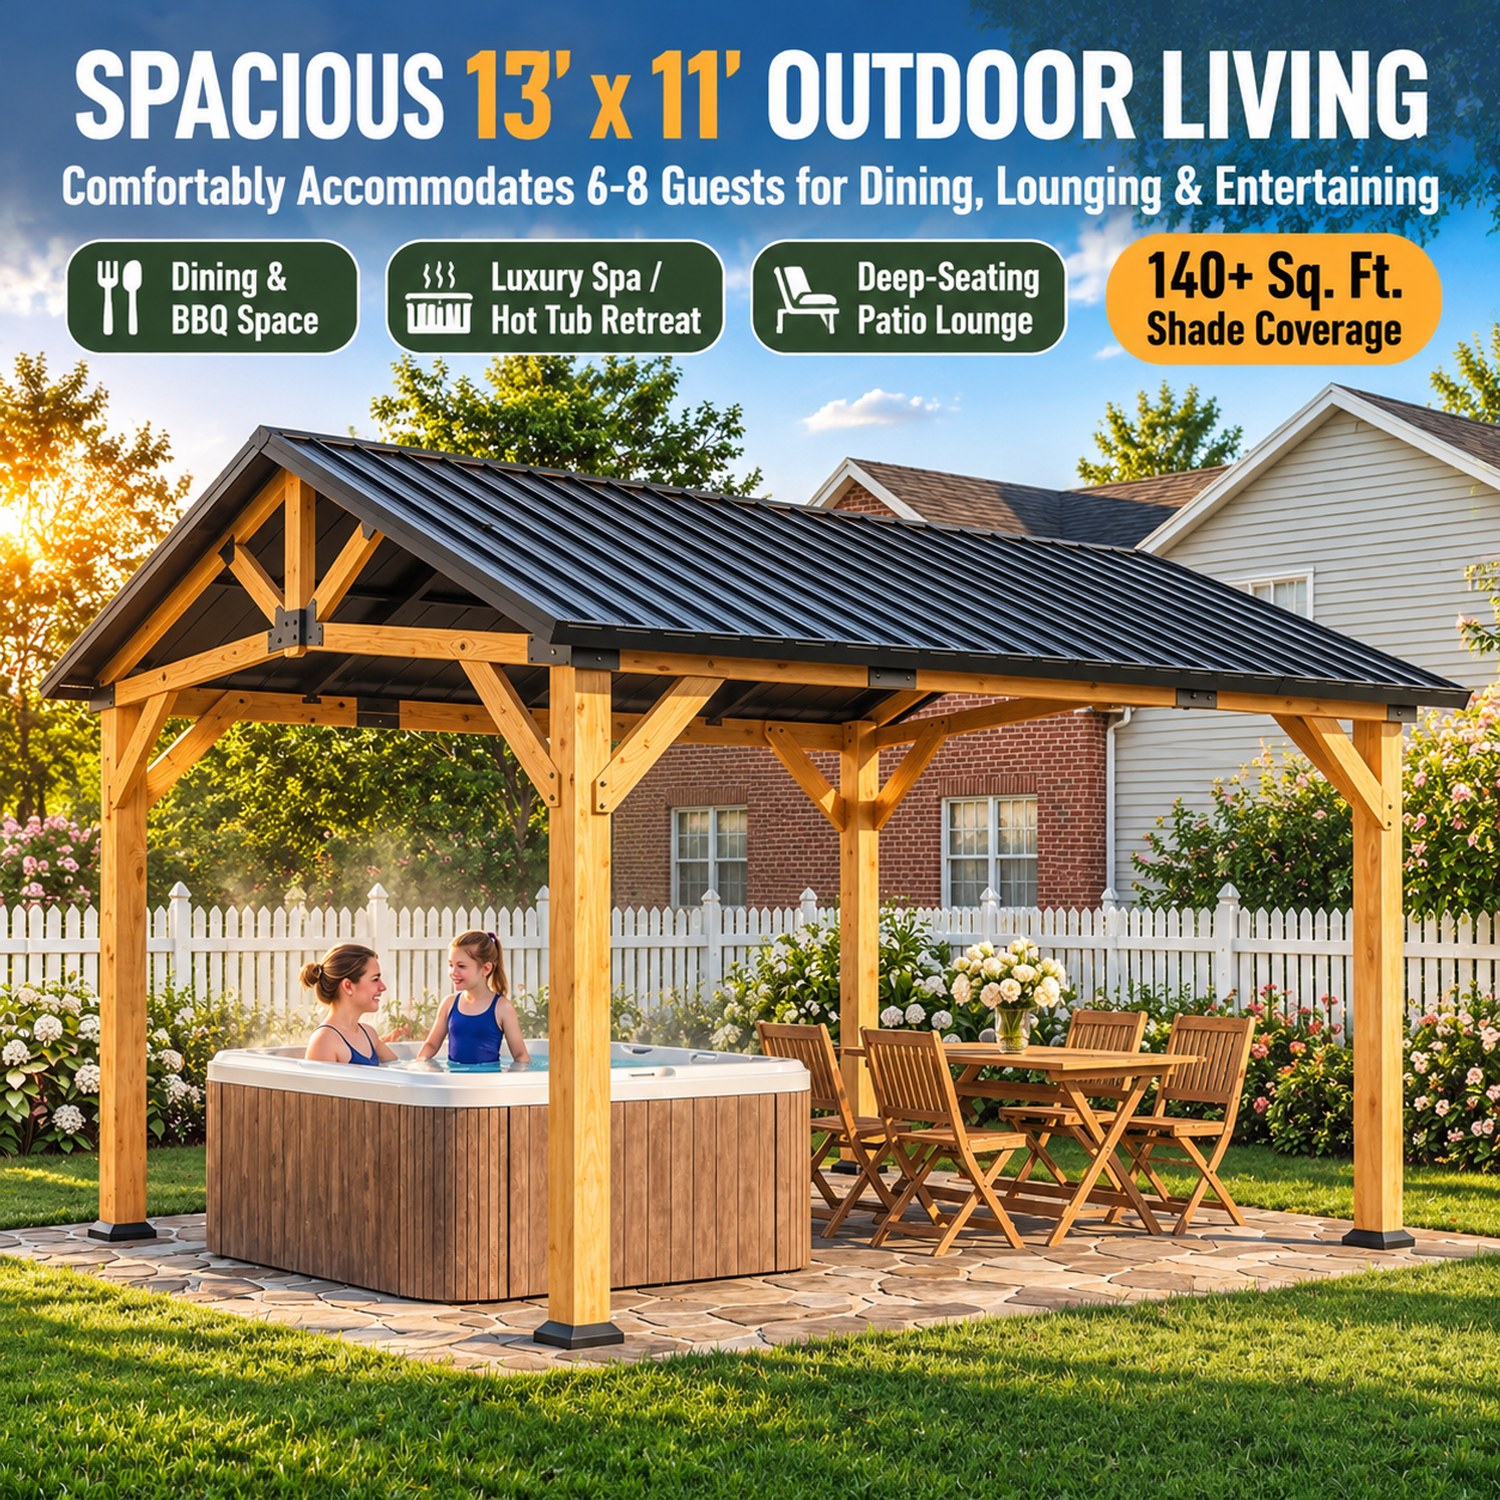 SPACIOUS 13' x 11' OUTDOOR LIVING
Comfortably Accommodates 6-8 Guests for Dining, Lounging & Entertaining
Dining &
BBQ Space
Luxury Spa /
Hot Tub Retreat
Deep-Seating
Patio Lounge
140+ Sq. Ft.
Shade Coverage